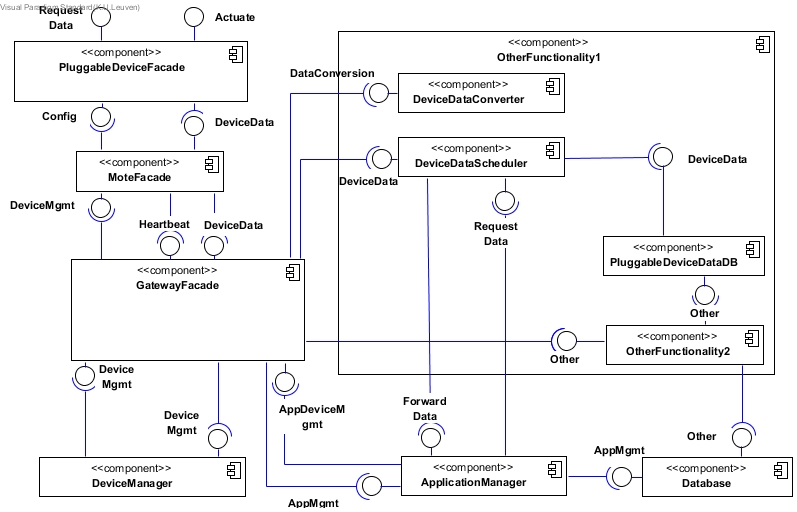 Visual Paradigm Standard(K.U.Leuven)
Request
Data
Actuate
<<component>>
PluggableDeviceFacade
<<component>>
OtherFunctionality1
DataConversion
<<component>>
DeviceDataConverter
Config
DeviceData
<<component>>
MoteFacade
<<component>>
DeviceDataScheduler
DeviceData
DeviceData
DeviceMgmt
Heartbeat
DeviceData
Request
Data
<<component>>
PluggableDeviceDataDB
<<component>>
GatewayFacade
Other
<<component>>
OtherFunctionality2
Other
Device
Mgmt
AppDeviceM
gmt
Forward
Data
Device
Mgmt
Other
AppMgmt
<<component>>
DeviceManager
<<component>>
ApplicationManager
<<component>>
Database
AppMgmt